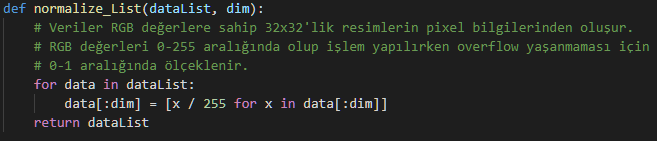 def normalize_List(dataList, dim):
    # Veriler RGB değerlere sahip 32x32'lik resimlerin pixel bilgilerinden oluşur.
    # RGB değerleri 0-255 aralığında olup işlem yapılırken overflow yaşanmaması için
    # 0-1 aralığında ölçeklenir.
    for data in dataList:
        data[:dim] = [x / 255 for x in data[:dim]]
    return dataList